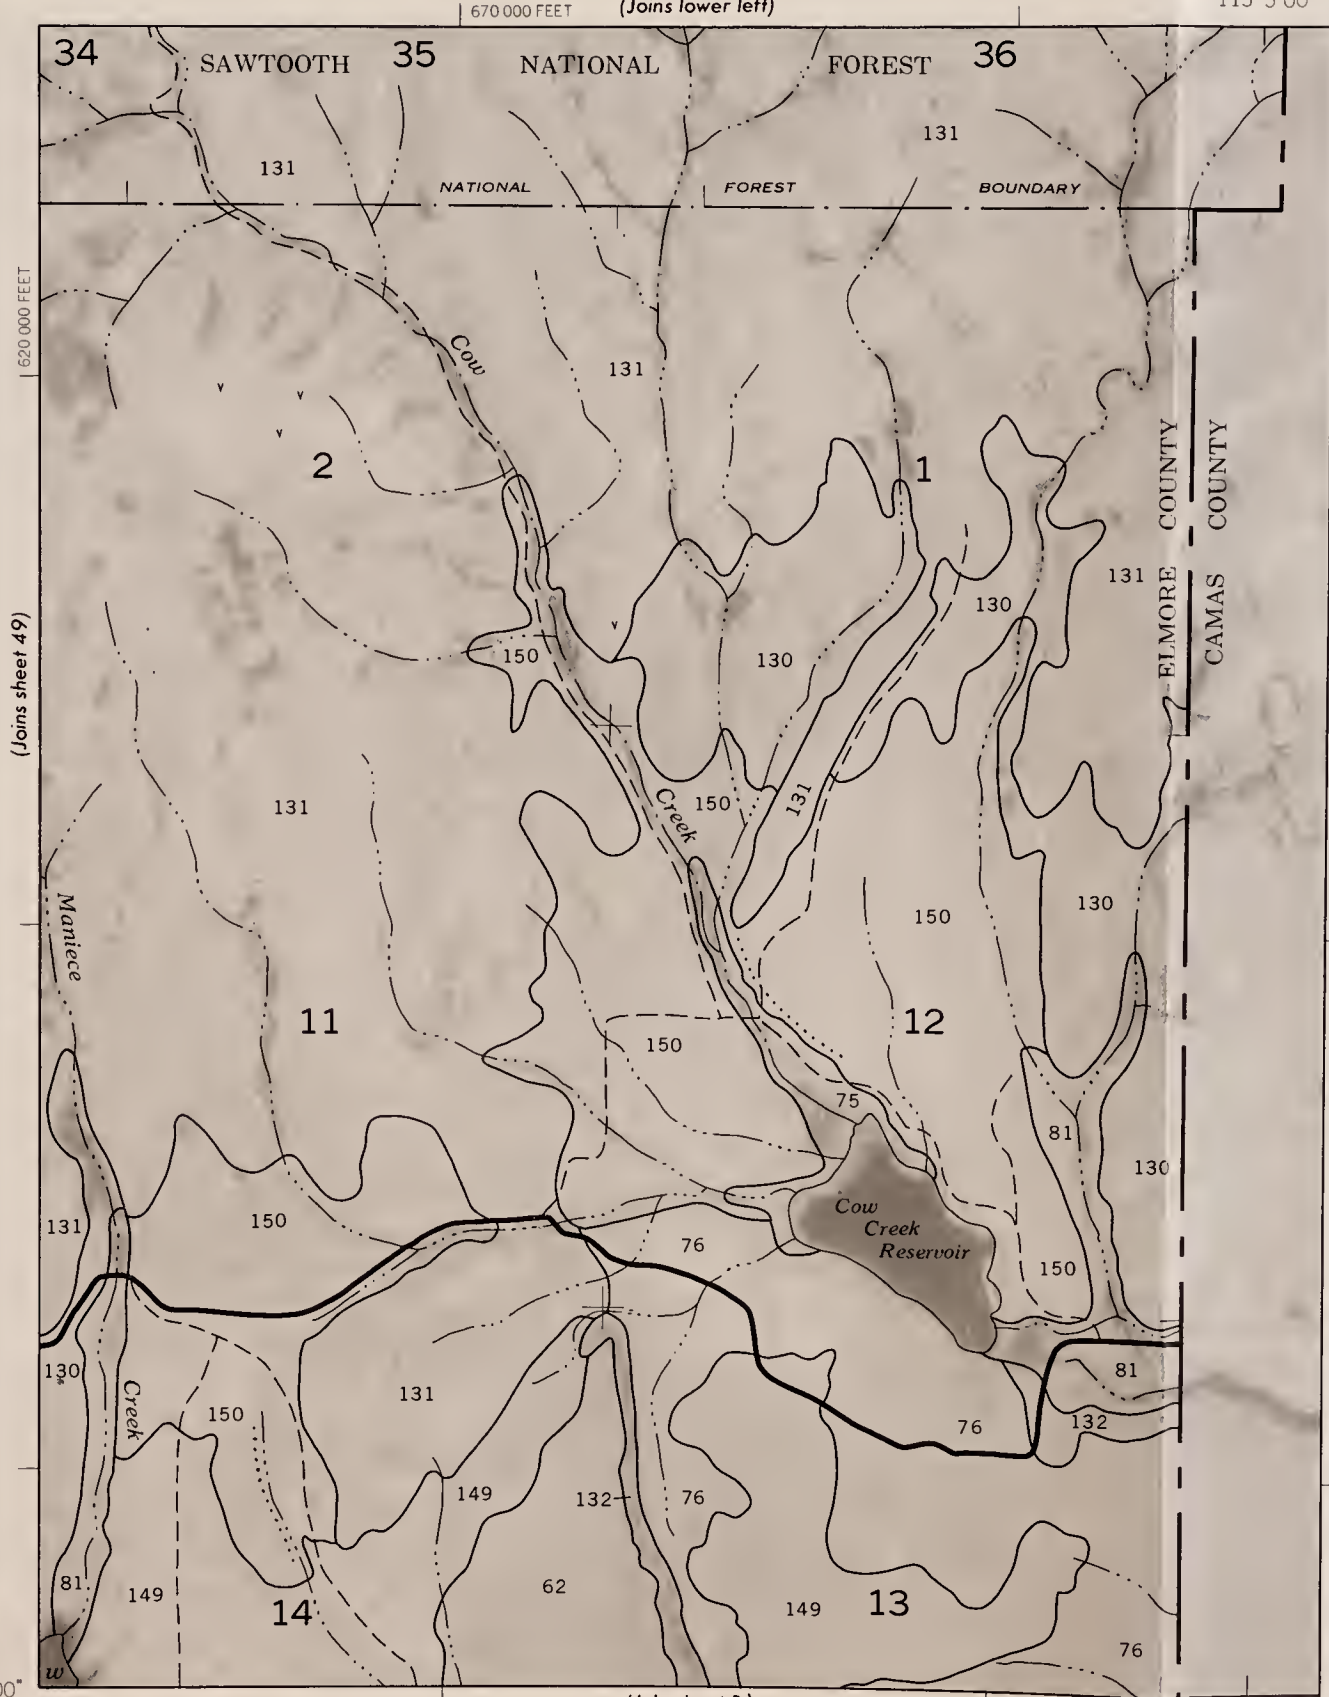 670 000 FEET
(Joins lower left)
34
SAWTOOTH
35
NATIONAL
FOREST
36
131
131
NATIONAL
FOREST
BOUNDARY
620 000 FEET
Cow
131
2
1
ELMORE COUNTY
CAMAS COUNTY
131
130
150
130
(Joins sheet 49)
131
Creek
150
131
Maniece
150
130
11
12
150
75
81
130
131
150
Cow
Creek
Reservoir
76
150
130
Creek
150
131
81
76
132
149
132
76
81
149
62
14
149
13
76
w